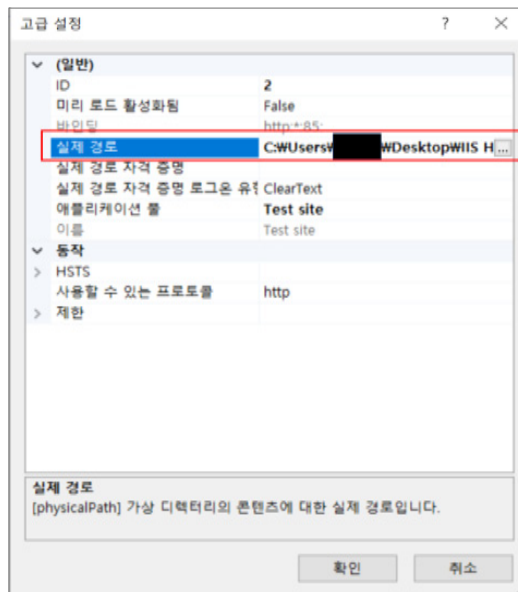 고급 설정 ?
(일반)
ID 2
미리 로드 활성화됨 False
바인딩 http:*:85:
실제 경로 C:₩Users₩ ₩Desktop₩IIS H ...
실제 경로 자격 증명
실제 경로 자격 증명 로그온 유형 ClearText
애플리케이션 풀 Test site
이름 Test site
동작
HSTS
사용할 수 있는 프로토콜 http
제한
실제 경로
[physicalPath] 가상 디렉터리의 콘텐츠에 대한 실제 경로입니다.
확인 취소